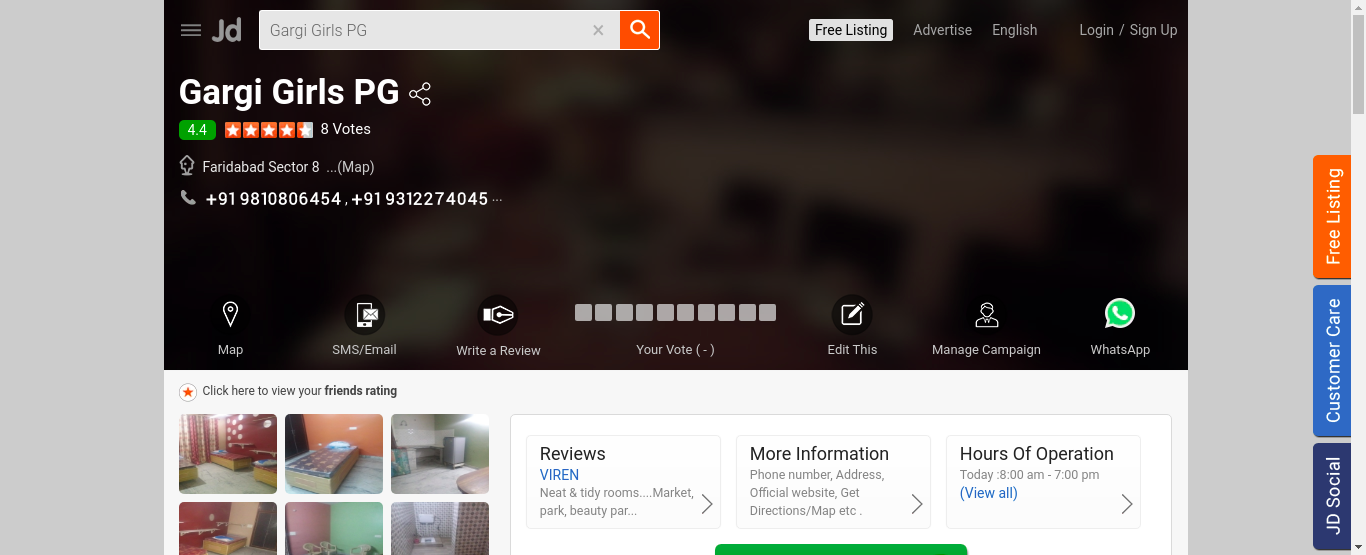 Jd Gargi Girls PG × Free Listing Advertise English Login / Sign Up
Gargi Girls PG
4.4 8 Votes
Faridabad Sector 8 ...(Map)
+91 9810806454 , +91 9312274045 ...
Map SMS/Email Write a Review Your Vote ( - ) Edit This Manage Campaign WhatsApp
Click here to view your friends rating
Reviews
VIREN
Neat & tidy rooms....Market,
park, beauty par...
More Information
Phone number, Address,
Official website, Get
Directions/Map etc .
Hours Of Operation
Today :8:00 am - 7:00 pm
(View all)
Free Listing
Customer Care
JD Social